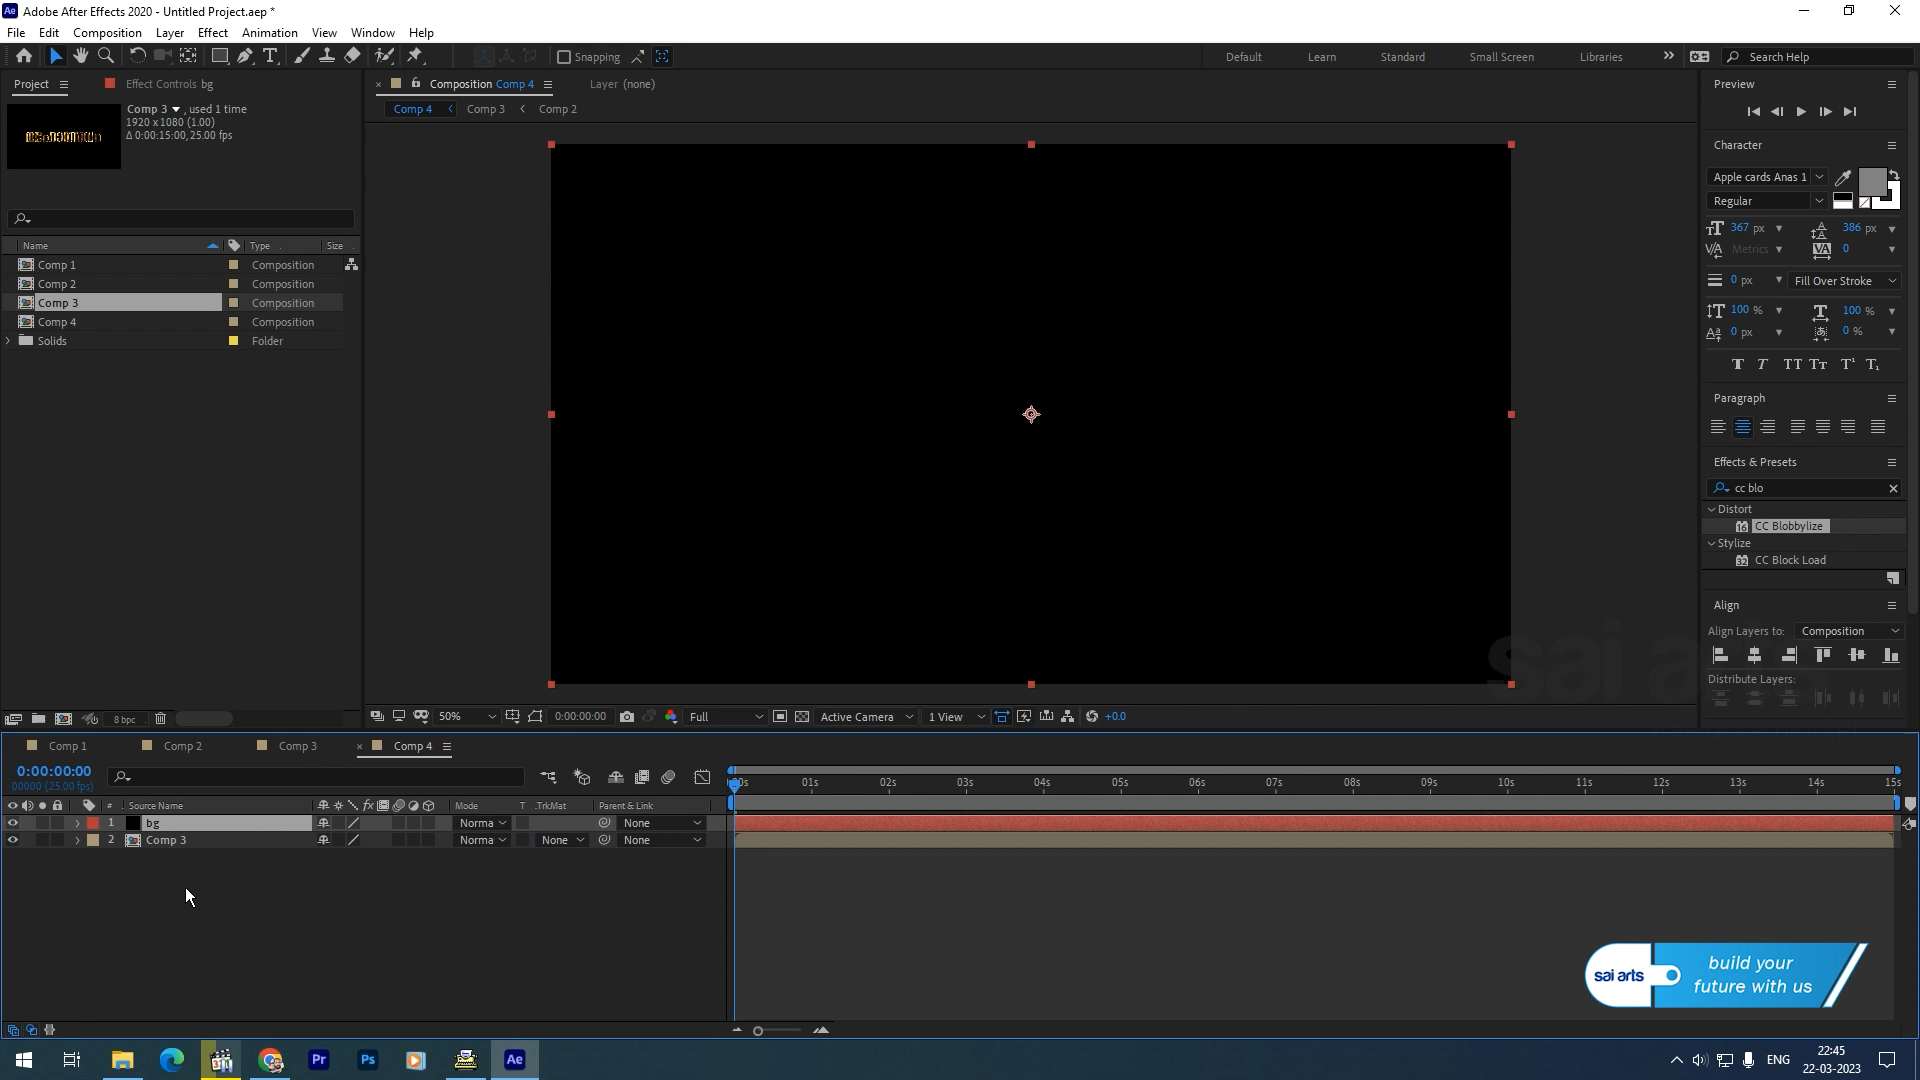 Adobe After Effects 2020 - Untitled Project.aep *
File Edit Composition Layer Effect Animation View Window Help
Snapping Default Learn Standard Small Screen Libraries Search Help
Project Effect Controls bg
Comp 3 , used 1 time
1920 x 1080 (1.00)
Δ 0:00:15:00, 25.00 fps
Name Type Size
Comp 1 Composition
Comp 2 Composition
Comp 3 Composition
Comp 4 Composition
Solids Folder
8 bpc
Composition Comp 4 Layer (none)
Comp 4 Comp 3 Comp 2
50% 0:00:00:00 Full Active Camera 1 View +0.0
Preview
Character
Apple cards Anas 1
Regular
367 px 386 px
Metrics 0
0 px Fill Over Stroke
100 % 100 %
0 px 0 %
Paragraph
Effects & Presets
cc blo
Distort
CC Blobbylize
Stylize
CC Block Load
Align
Align Layers to: Composition
Distribute Layers:
sai a
Comp 1 Comp 2 Comp 3 Comp 4
0:00:00:00
00000 (25.00 fps)
# Source Name Mode T .TrkMat Parent & Link
1 bg Norma None
2 Comp 3 Norma None None
00s 01s 02s 03s 04s 05s 06s 07s 08s 09s 10s 11s 12s 13s 14s 15s
sai arts
build your
future with us
Pr Ps Ae
ENG
22:45
22-03-2023